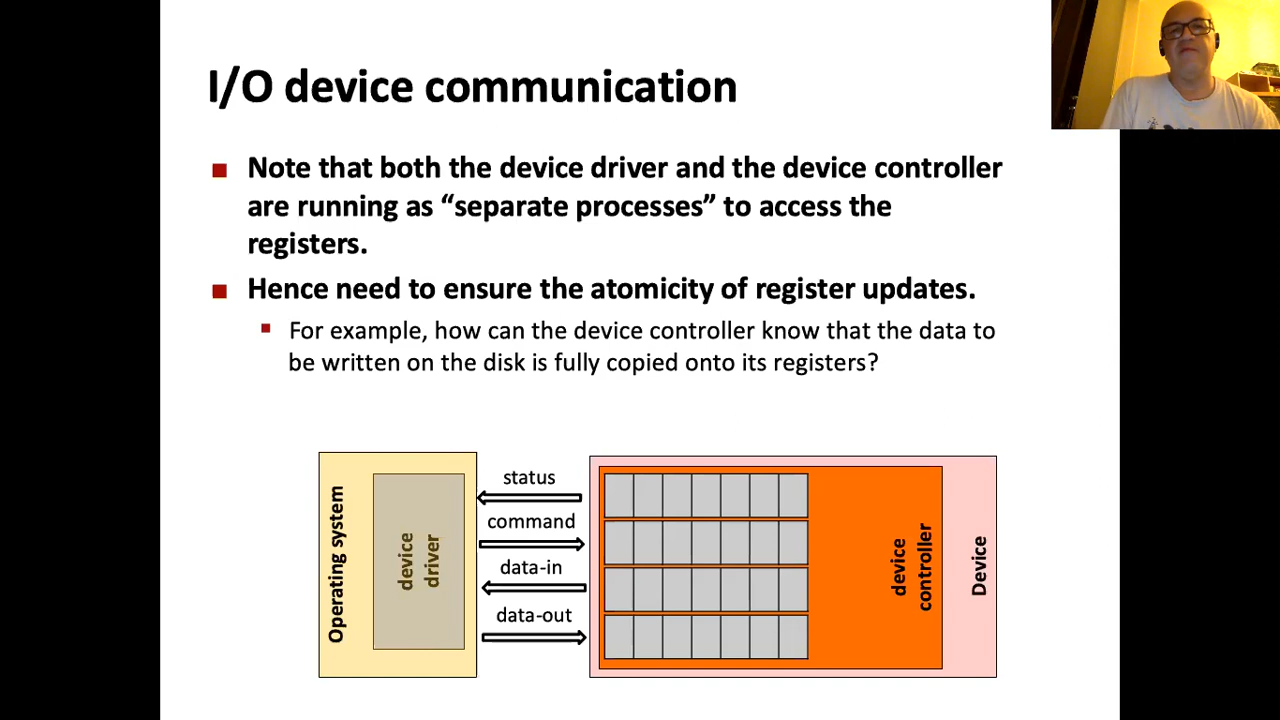 I/O device communication
Note that both the device driver and the device controller
are running as “separate processes” to access the
registers.
Hence need to ensure the atomicity of register updates.
For example, how can the device controller know that the data to
be written on the disk is fully copied onto its registers?
Operating system
device
driver
status
command
data-in
data-out
device
controller
Device